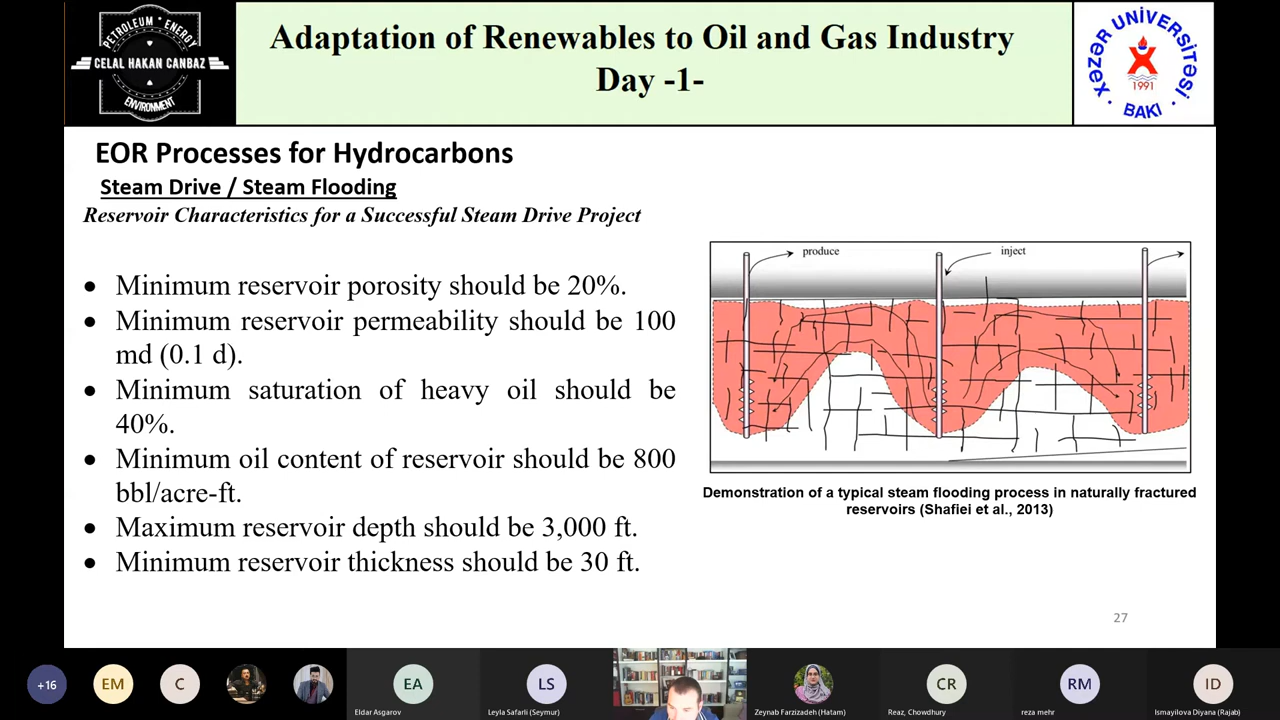 PETROLEUM * ENERGY
CELAL HAKAN CANBAZ
ENVIRONMENT
Adaptation of Renewables to Oil and Gas Industry
Day -1-
XƏZƏR UNİVERSİTƏSİ
1991
• BAKI •
EOR Processes for Hydrocarbons
Steam Drive / Steam Flooding
Reservoir Characteristics for a Successful Steam Drive Project
• Minimum reservoir porosity should be 20%.
• Minimum reservoir permeability should be 100
md (0.1 d).
• Minimum saturation of heavy oil should be
40%.
• Minimum oil content of reservoir should be 800
bbl/acre-ft.
• Maximum reservoir depth should be 3,000 ft.
• Minimum reservoir thickness should be 30 ft.
produce
inject
Demonstration of a typical steam flooding process in naturally fractured
reservoirs (Shafiei et al., 2013)
27
+16
EM
C
EA
Eldar Asgarov
LS
Leyla Safarli (Seymur)
Zeynab Farzizadeh (Hatam)
CR
Reaz, Chowdhury
RM
reza mehr
ID
Ismayilova Diyana (Rajab)